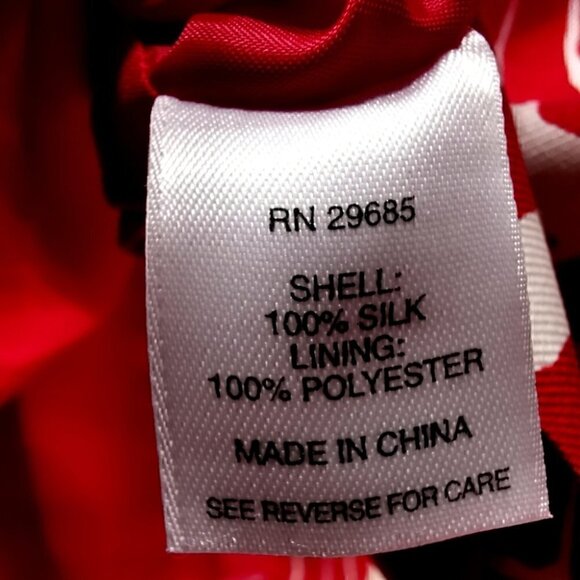 RN 29685
SHELL:
100% SILK
LINING:
100% POLYESTER
MADE IN CHINA
SEE REVERSE FOR CARE